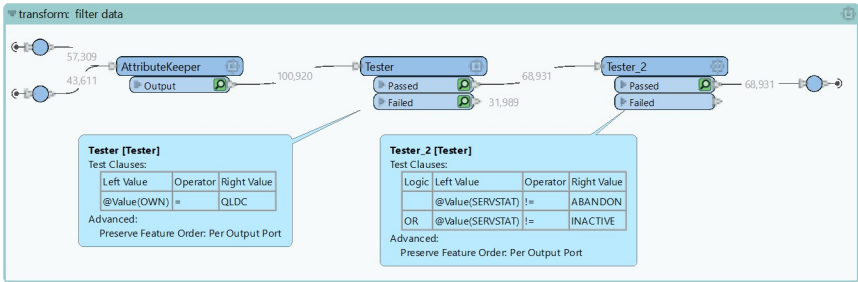 transform: filter data
57,309
43,611
AttributeKeeper
Output
100,920
Tester
Passed
Failed
31,989
68,931
Tester_2
Passed
Failed
68,931
Tester [Tester]
Test Clauses:
Left Value Operator Right Value
@Value(OWN) = QLDC
Advanced:
Preserve Feature Order: Per Output Port
Tester_2 [Tester]
Test Clauses:
Logic Left Value Operator Right Value
@Value(SERVSTAT) != ABANDON
OR @Value(SERVSTAT) != INACTIVE
Advanced:
Preserve Feature Order: Per Output Port